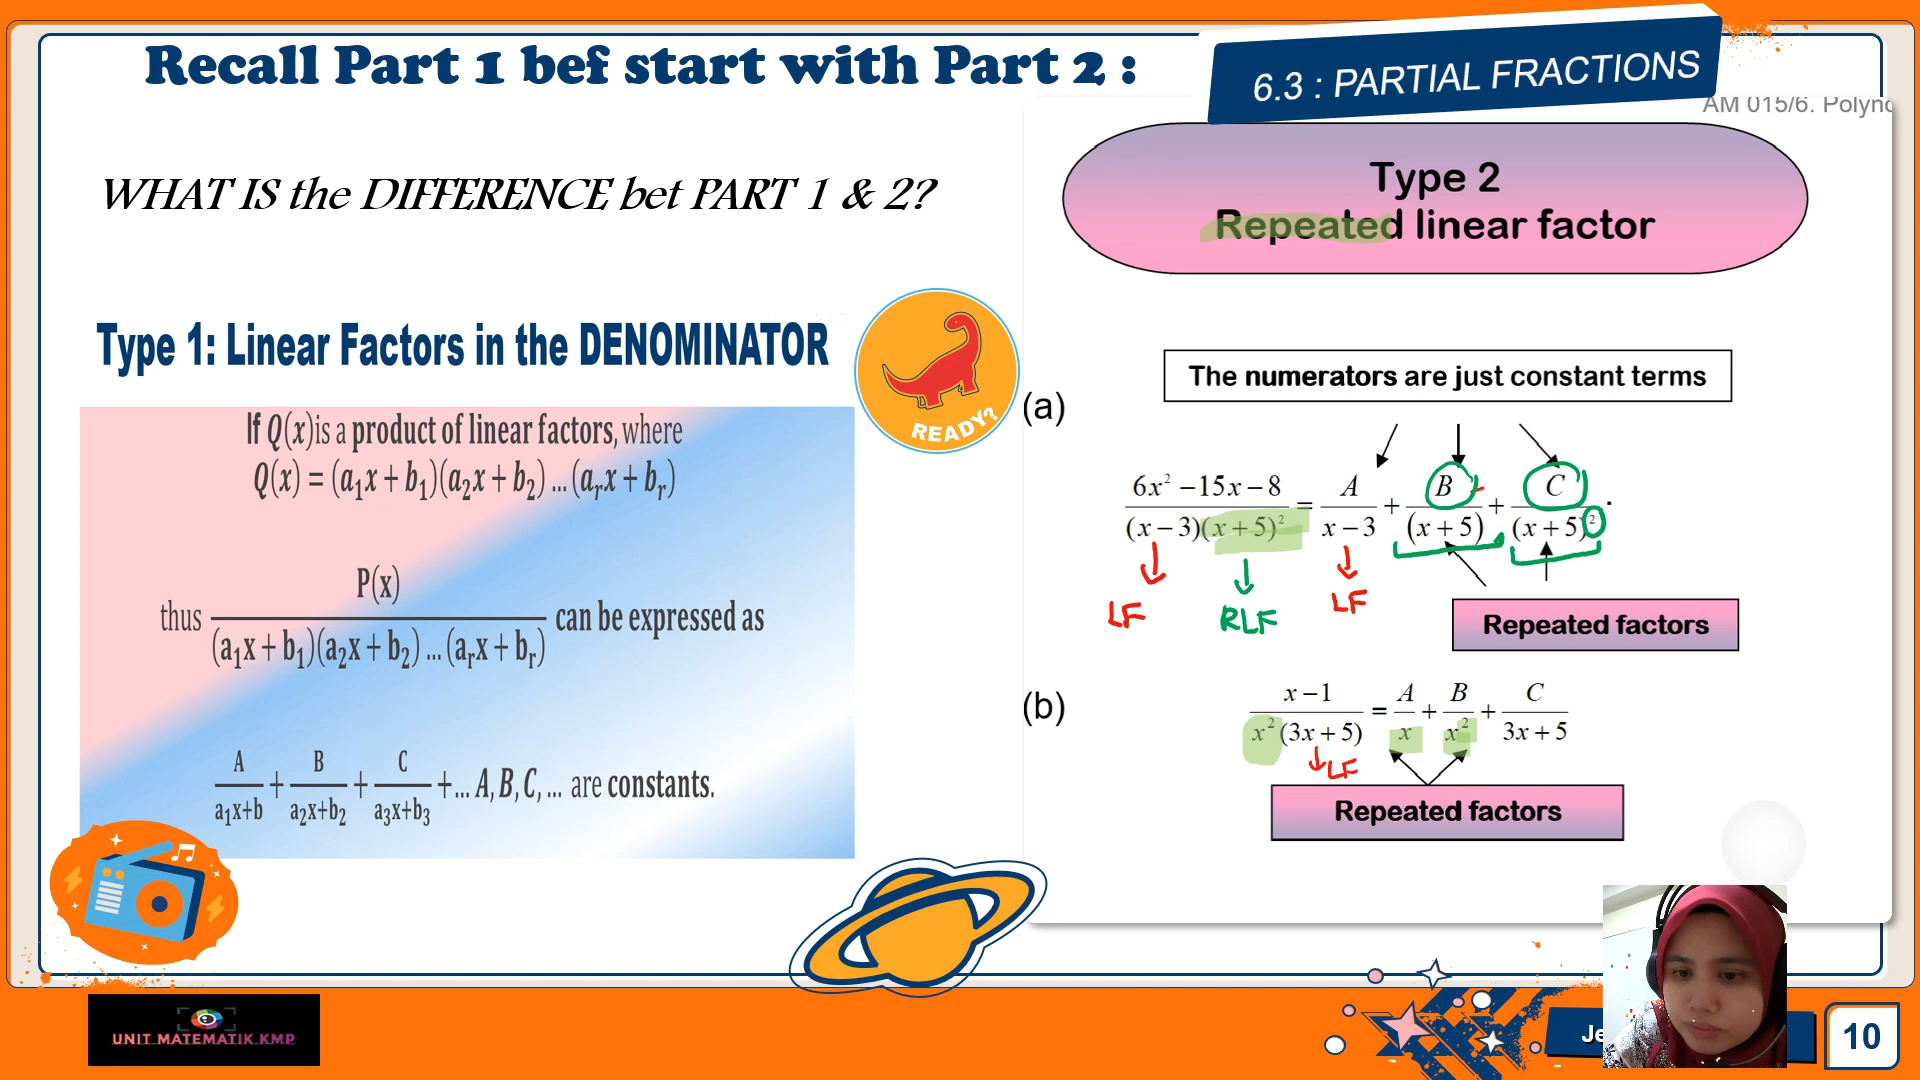 Recall Part 1 bef start with Part 2 :
6.3 : PARTIAL FRACTIONS
AM 015/6. Polyno
WHAT IS the DIFFERENCE bet PART 1 & 2?
Type 1: Linear Factors in the DENOMINATOR
If Q(x)is a product of linear factors, where
Q(x) = (a₁x + b₁)(a₂x + b₂) ... (aᵣx + bᵣ)
thus P(x)/((a₁x + b₁)(a₂x + b₂) ... (aᵣx + bᵣ)) can be expressed as
A/(a₁x+b) + B/(a₂x+b₂) + C/(a₃x+b₃) +... A, B, C, ... are constants.
READY?
Type 2
Repeated linear factor
The numerators are just constant terms
(a)
(6x² −15x − 8)/((x − 3)(x + 5)²) = A/(x − 3) + B/(x + 5) + C/(x + 5)² .
LF
RLF
LF
Repeated factors
(b)
(x −1)/(x²(3x + 5)) = A/x + B/x² + C/(3x + 5)
LF
Repeated factors
UNIT MATEMATIK KMP
Je
10